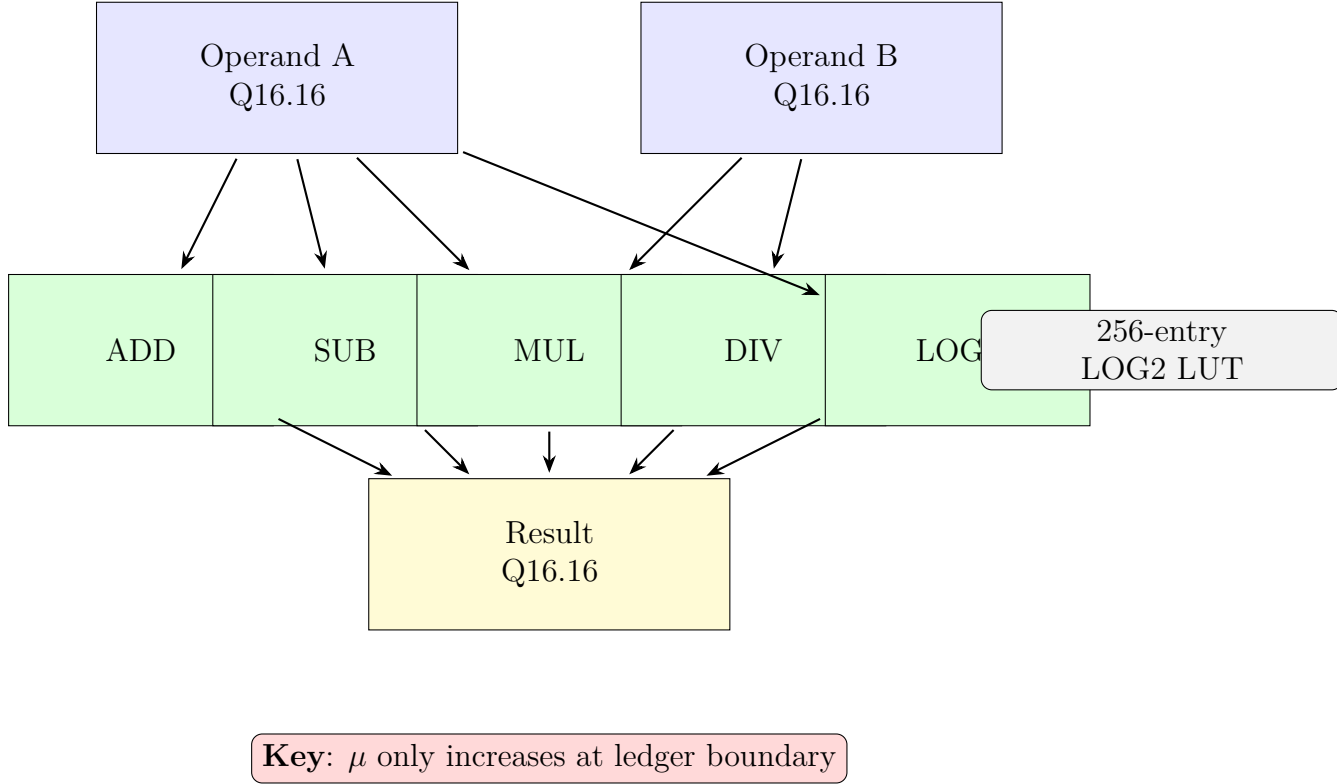 Operand A
Q16.16
Operand B
Q16.16
ADD
SUB
MUL
DIV
LOG
256-entry
LOG2 LUT
Result
Q16.16
Key: μ only increases at ledger boundary